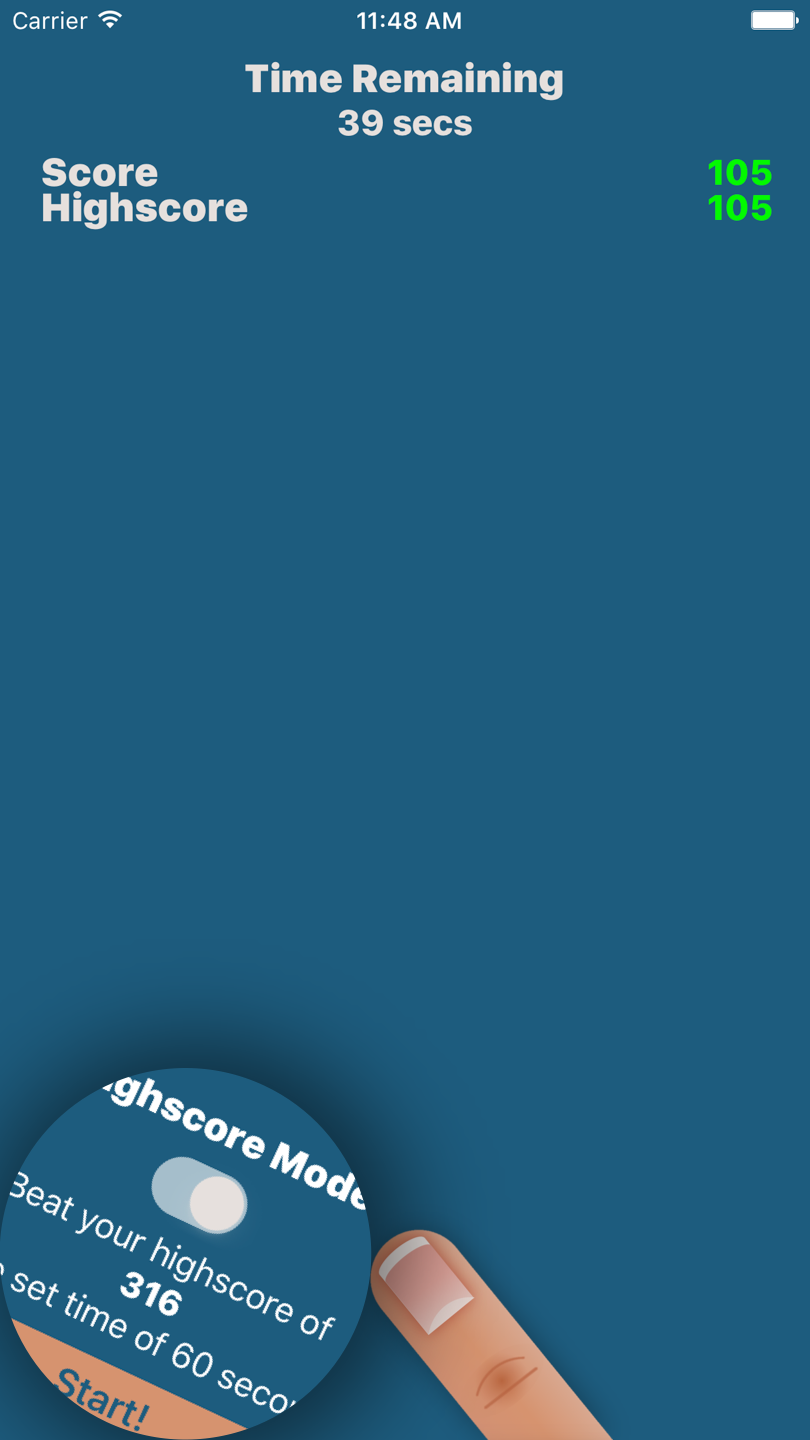 Carrier 11:48 AM
Time Remaining
39 secs
Score 105
Highscore 105
ghscore Mode
Beat your highscore of
316
set time of 60 seco
Start!